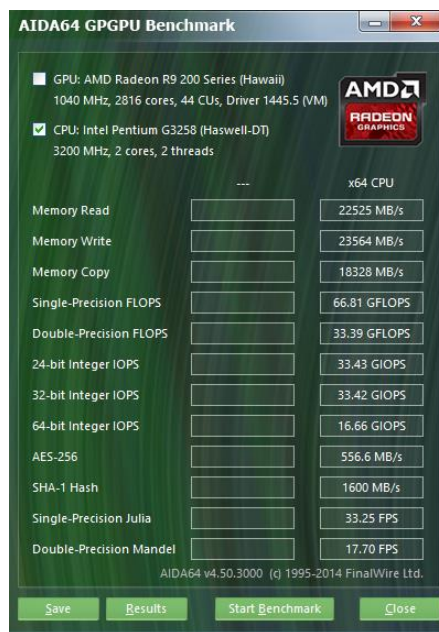 AIDA64 GPGPU Benchmark
GPU: AMD Radeon R9 200 Series (Hawaii)
1040 MHz, 2816 cores, 44 CUs, Driver 1445.5 (VM)
AMD
RADEON
GRAPHICS
CPU: Intel Pentium G3258 (Haswell-DT)
3200 MHz, 2 cores, 2 threads
--- x64 CPU
Memory Read 22525 MB/s
Memory Write 23564 MB/s
Memory Copy 18328 MB/s
Single-Precision FLOPS 66.81 GFLOPS
Double-Precision FLOPS 33.39 GFLOPS
24-bit Integer IOPS 33.43 GIOPS
32-bit Integer IOPS 33.42 GIOPS
64-bit Integer IOPS 16.66 GIOPS
AES-256 556.6 MB/s
SHA-1 Hash 1600 MB/s
Single-Precision Julia 33.25 FPS
Double-Precision Mandel 17.70 FPS
AIDA64 v4.50.3000 (c) 1995-2014 FinalWire Ltd.
Save Results Start Benchmark Close